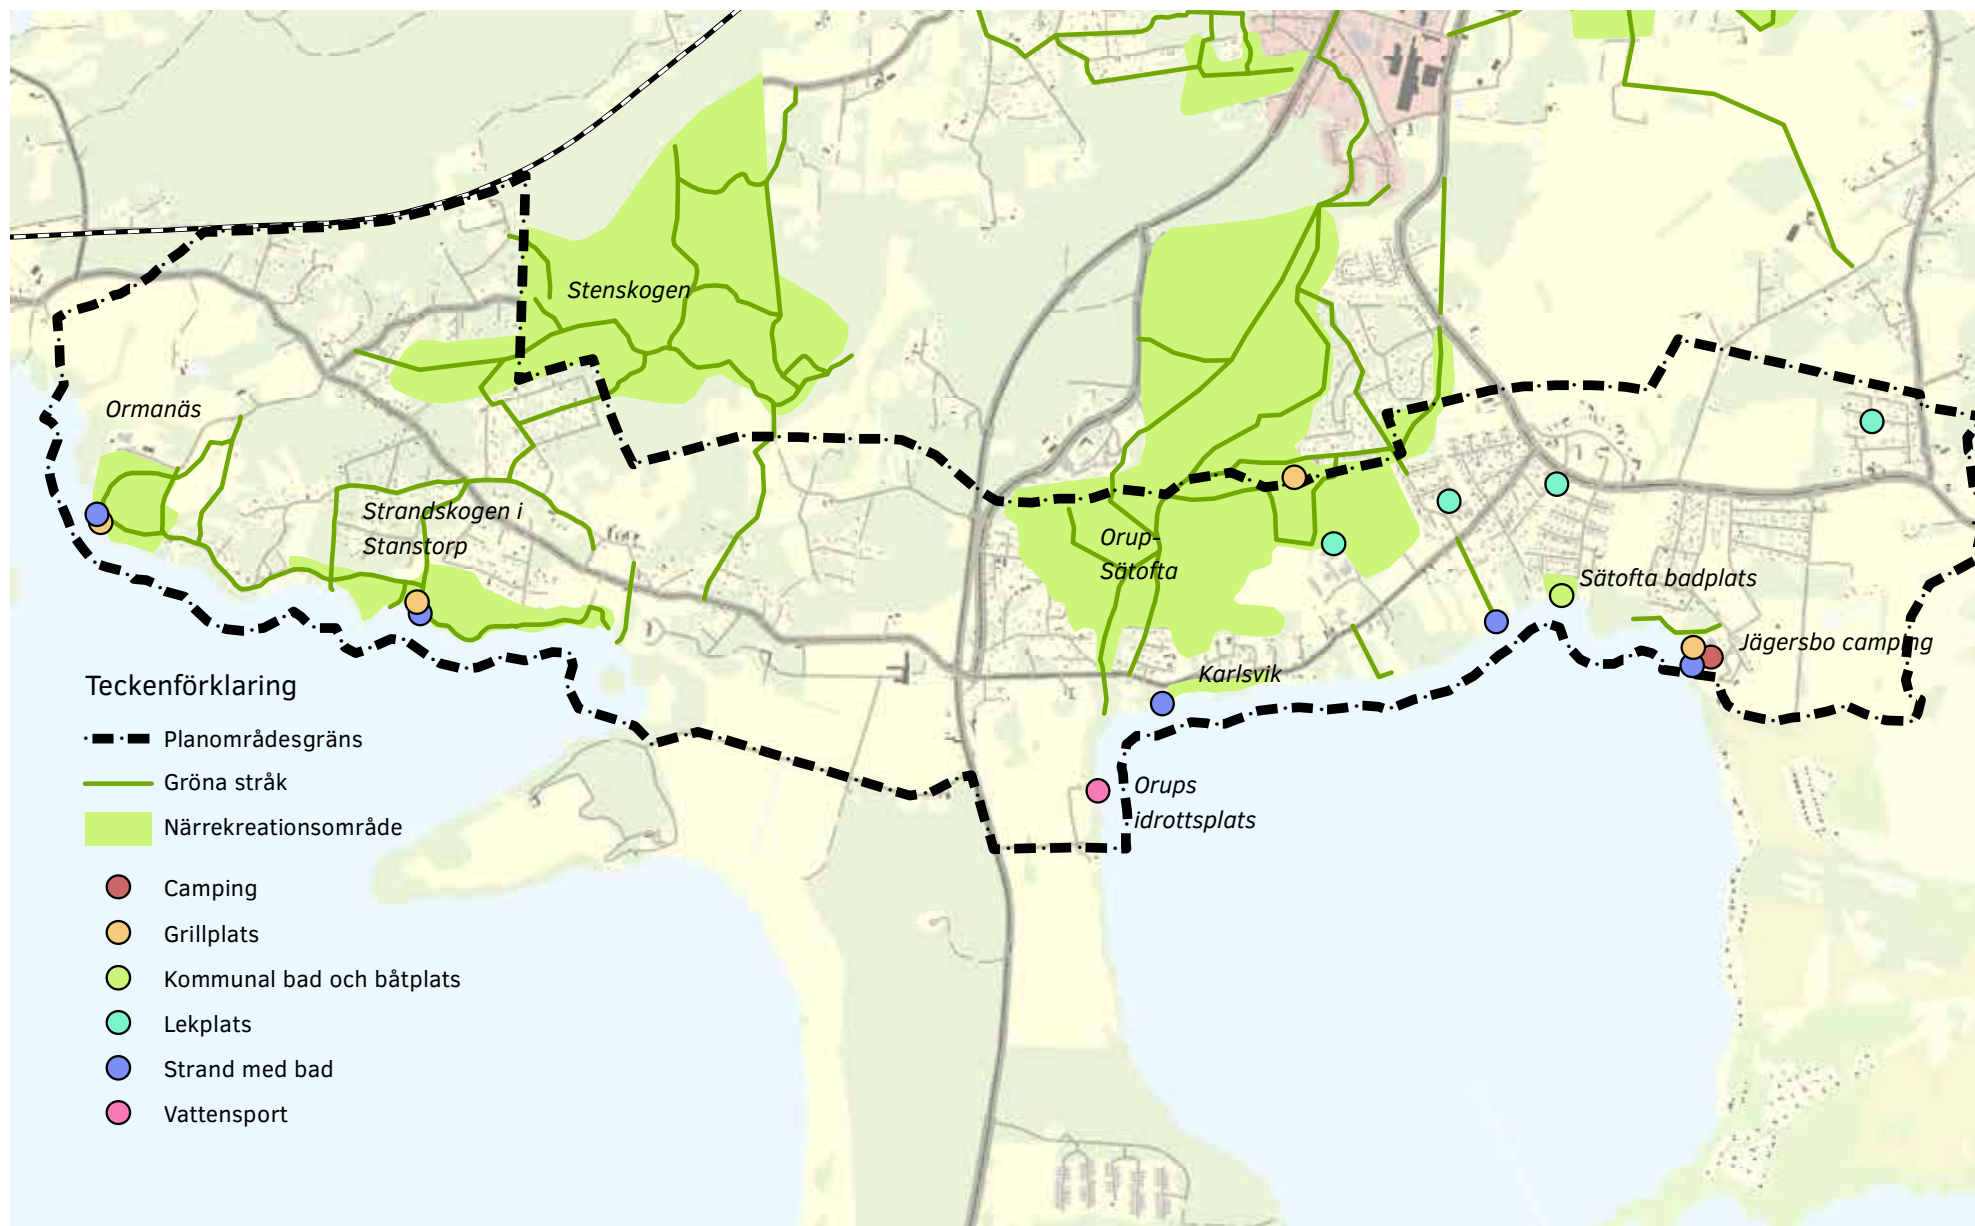 Stenskogen
Ormanäs
Strandskogen i
Stanstorp
Orup-
Sätofta
Sätofta badplats
Jägersbo camping
Karlsvik
Orups
idrottsplats
Teckenförklaring
Planområdesgräns
Gröna stråk
Närrekreationsområde
Camping
Grillplats
Kommunal bad och båtplats
Lekplats
Strand med bad
Vattensport